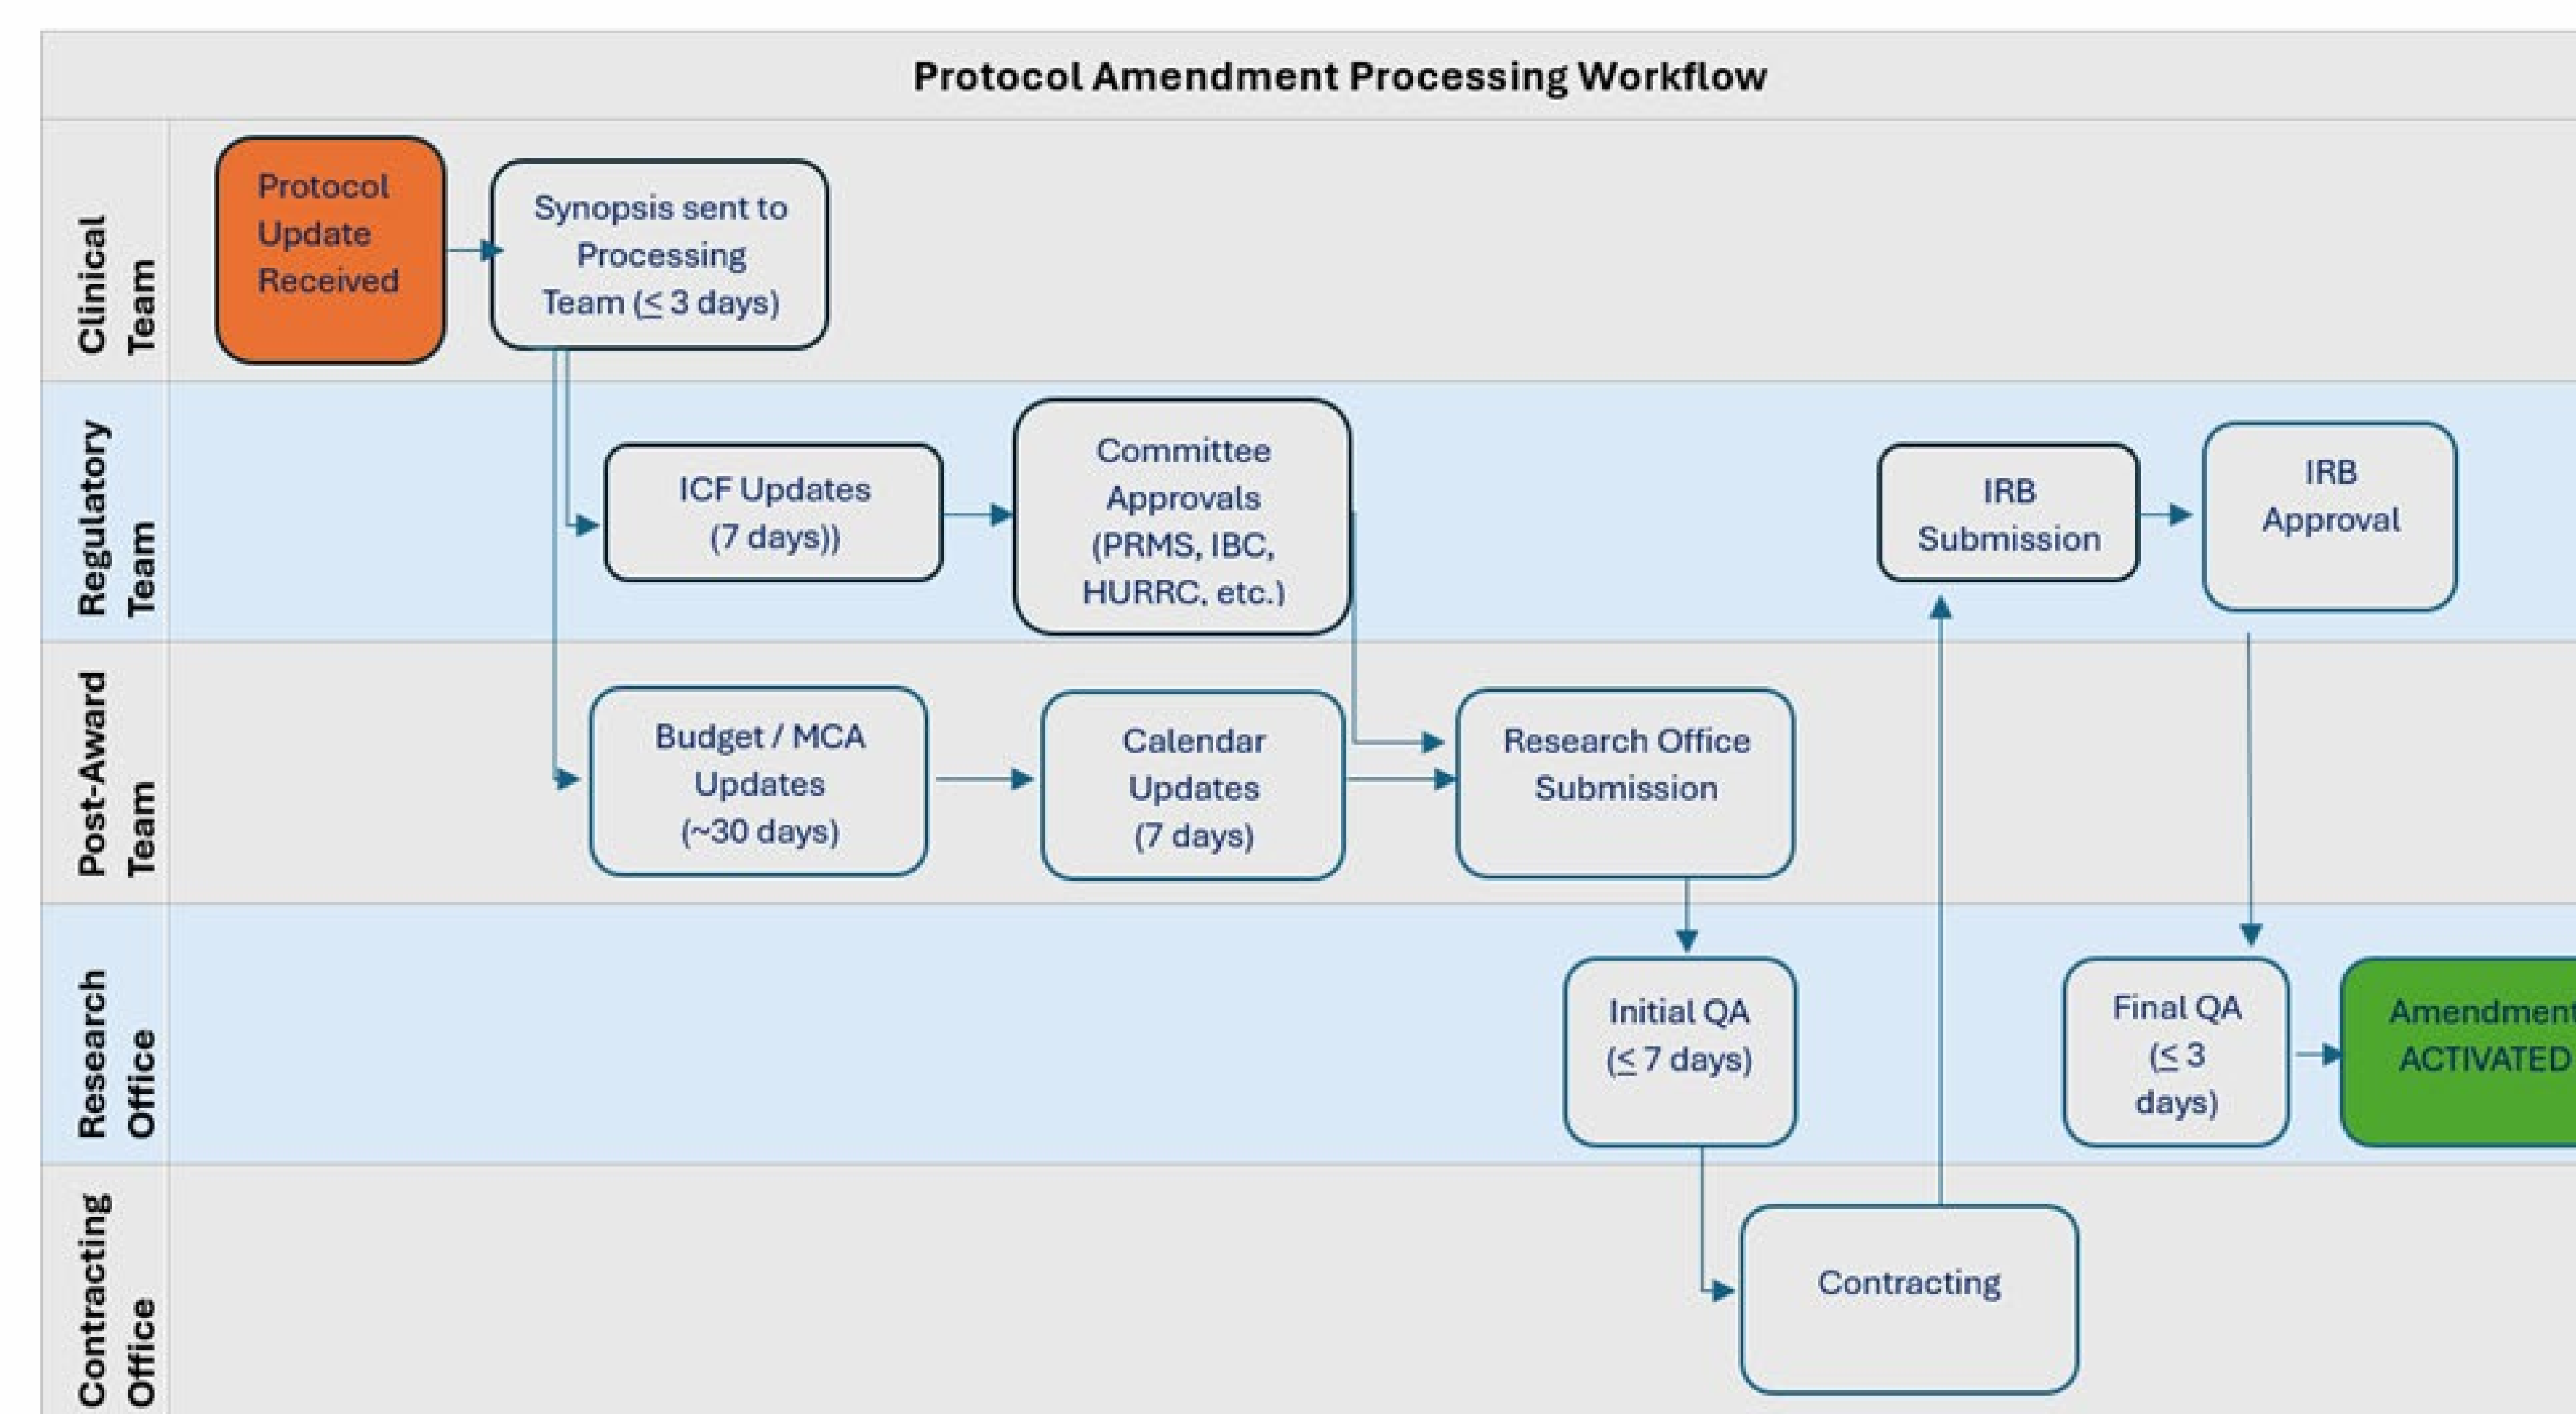 Protocol Amendment Processing Workflow
Clinical
Team
Protocol
Update
Received
Synopsis sent to
Processing
Team (≤ 3 days)
Regulatory
Team
ICF Updates
(7 days))
Committee
Approvals
(PRMS, IBC,
HURRC, etc.)
IRB
Submission
IRB
Approval
Post-Award
Team
Budget / MCA
Updates
(~30 days)
Calendar
Updates
(7 days)
Research Office
Submission
Research
Office
Initial QA
(≤ 7 days)
Final QA
(≤ 3
days)
Amendment
ACTIVATED
Contracting
Office
Contracting